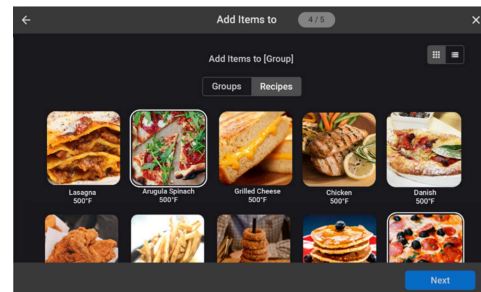 Add Items to 4 / 5
Add Items to [Group]
Groups Recipes
Lasagna
500°F
Arugula Spinach
500°F
Grilled Cheese
500°F
Chicken
500°F
Danish
500°F
Next